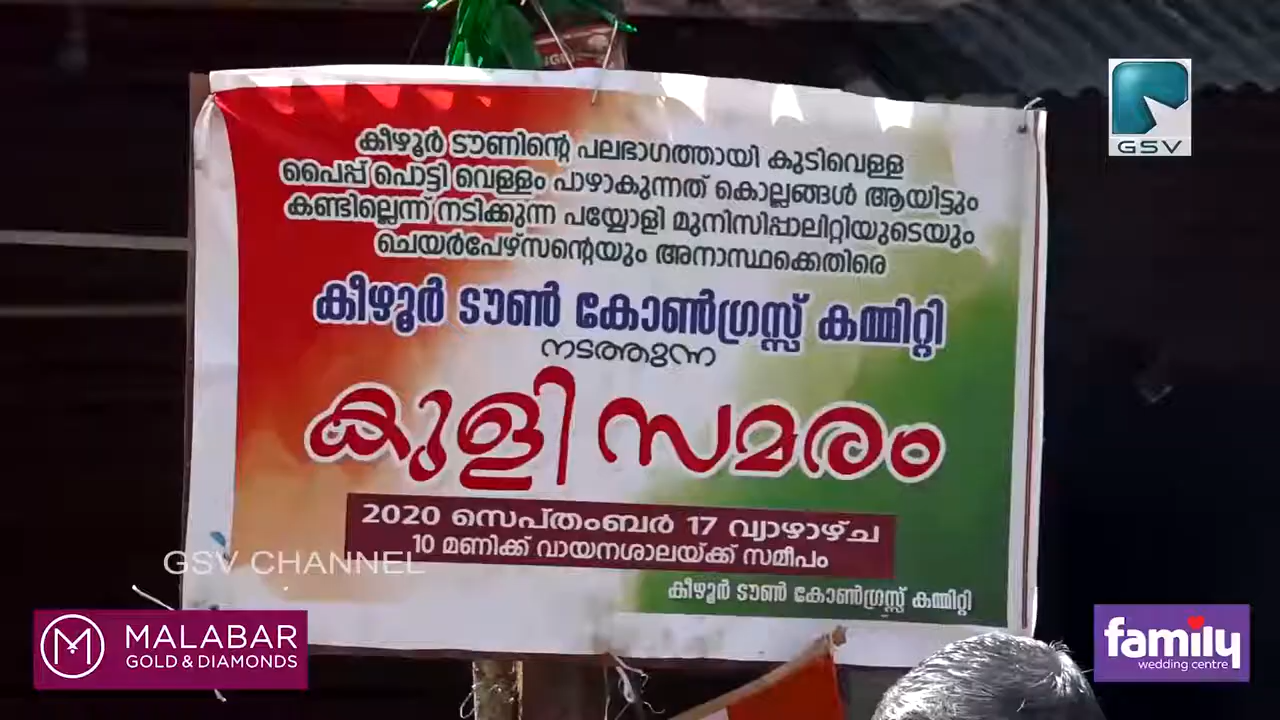 കീഴൂർ ടൗണിന്റെ പലഭാഗത്തായി കുടിവെള്ള
പൈപ്പ് പൊട്ടി വെള്ളം പാഴാകുന്നത് കൊല്ലങ്ങൾ ആയിട്ടും
കണ്ടില്ലെന്ന് നടിക്കുന്ന പയ്യോളി മുനിസിപ്പാലിറ്റിയുടെയും
ചെയർപേഴ്സന്റെയും അനാസ്ഥക്കെതിരെ
കീഴൂർ ടൗൺ കോൺഗ്രസ്സ് കമ്മിറ്റി
നടത്തുന്ന
കുളി സമരം
2020 സെപ്തംബർ 17 വ്യാഴാഴ്ച
10 മണിക്ക് വായനശാലയ്ക്ക് സമീപം
കീഴൂർ ടൗൺ കോൺഗ്രസ്സ് കമ്മിറ്റി
GSV
GSV CHANNEL
MALABAR
GOLD & DIAMONDS
family
wedding centre